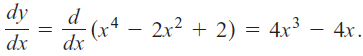 dy/dx = d/dx (x⁴ − 2x² + 2) = 4x³ − 4x.